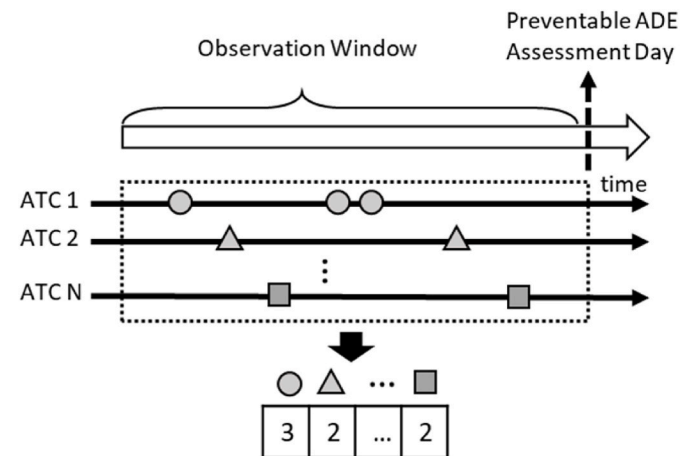 Preventable ADE
Assessment Day
Observation Window
time
ATC 1
ATC 2
⋮
ATC N
...
3 2 ... 2